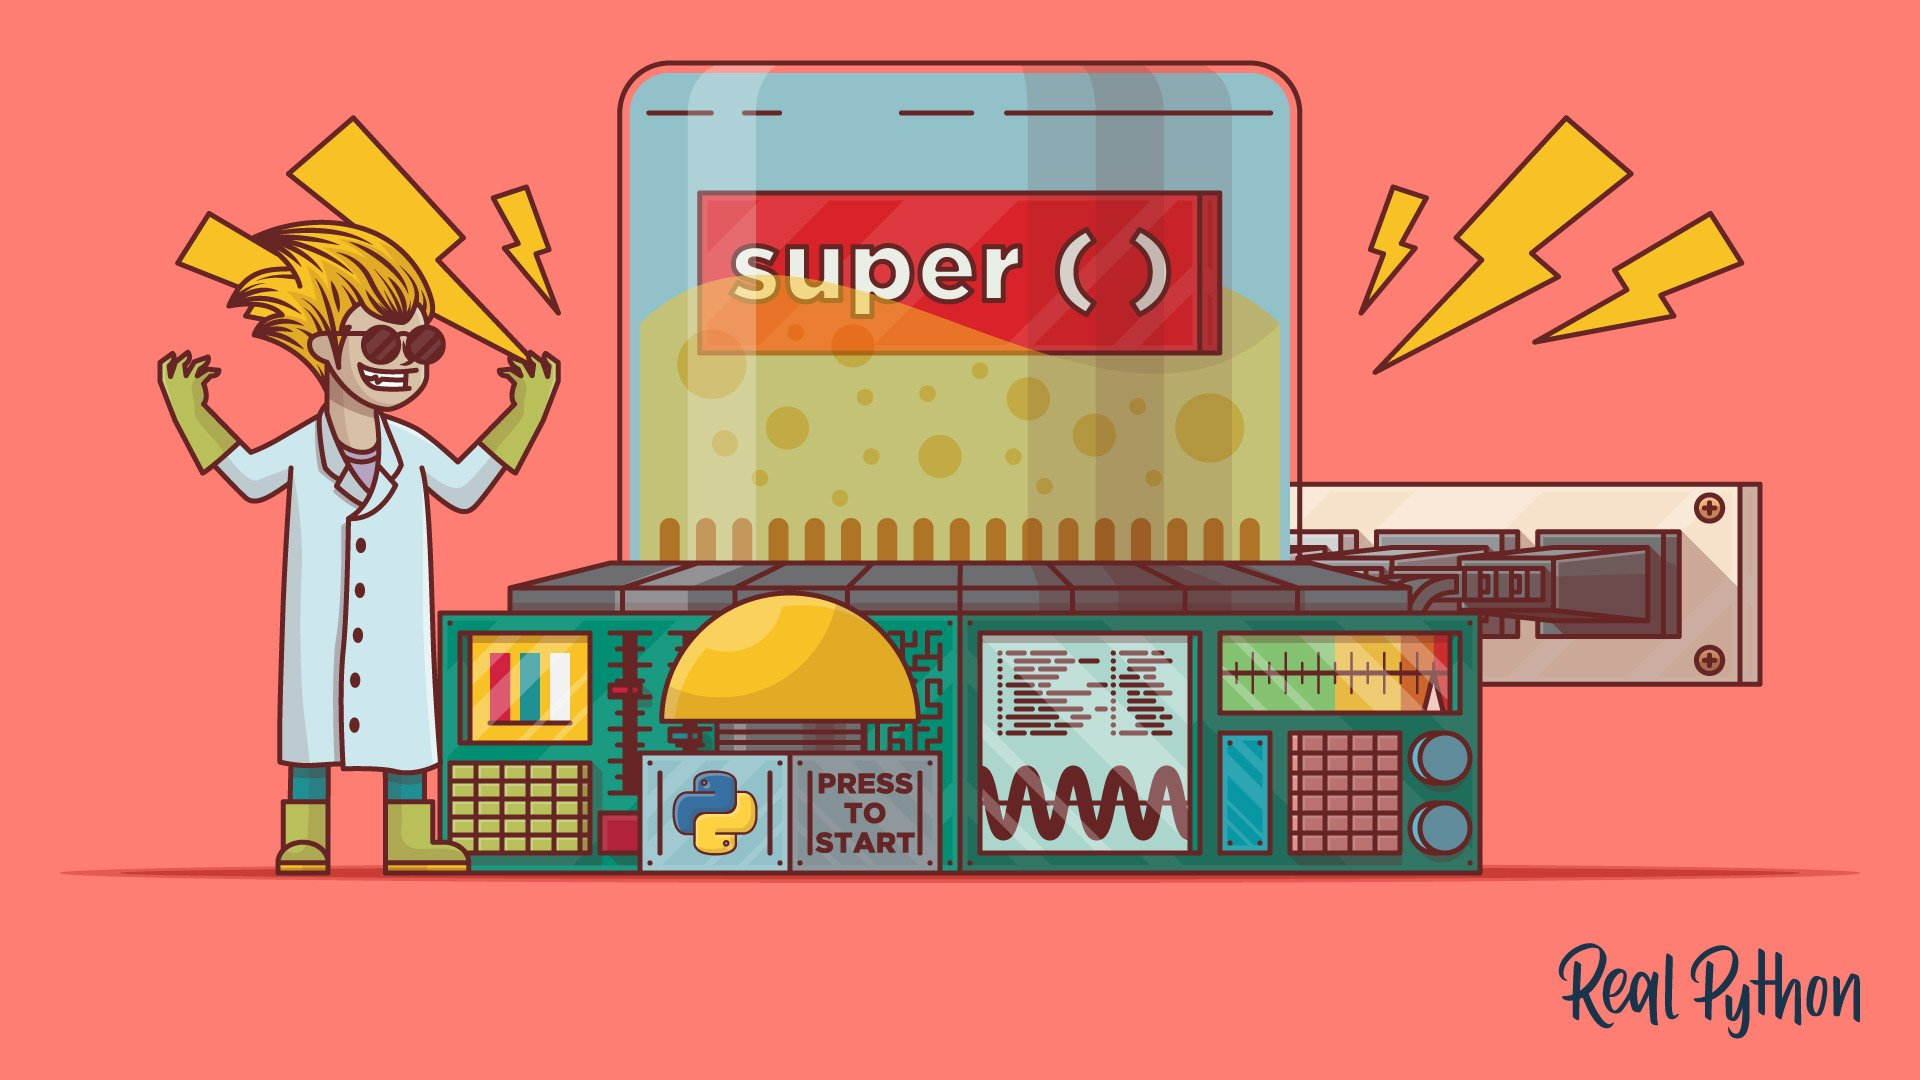 super ( )
PRESS
TO
START
Real Python